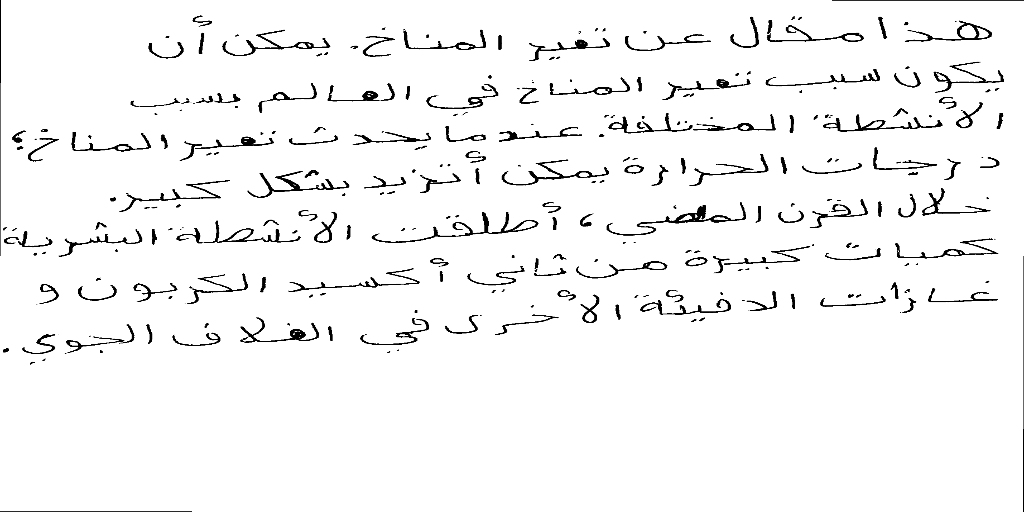 هذا مقال عن تغير المناخ. يمكن أن
يكون سبب تغير المناخ في العالم بسبب
الأنشطة المختلفة. عندما يحدث تغير المناخ؛
درجات الحرارة يمكن أتزيد بشكل كبير.
خلال القرن الماضي، أطلقت الأنشطة البشرية
كميات كبيرة من ثاني أكسيد الكربون و
غازات الدفيئة الأخرى في الغلاف الجوي.